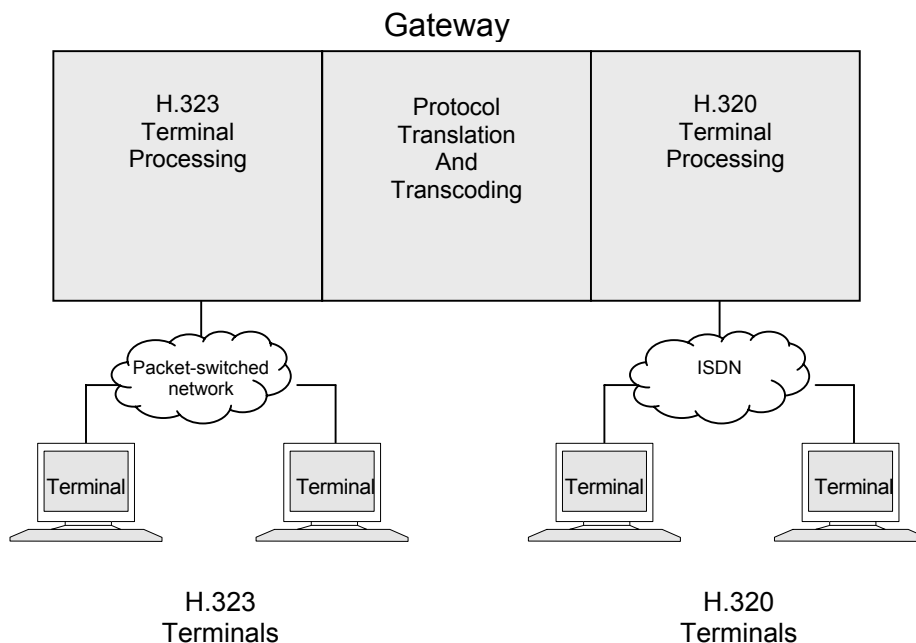 Gateway
H.323
Terminal
Processing
Protocol
Translation
And
Transcoding
H.320
Terminal
Processing
Packet-switched
network
ISDN
Terminal
Terminal
Terminal
Terminal
H.323
Terminals
H.320
Terminals